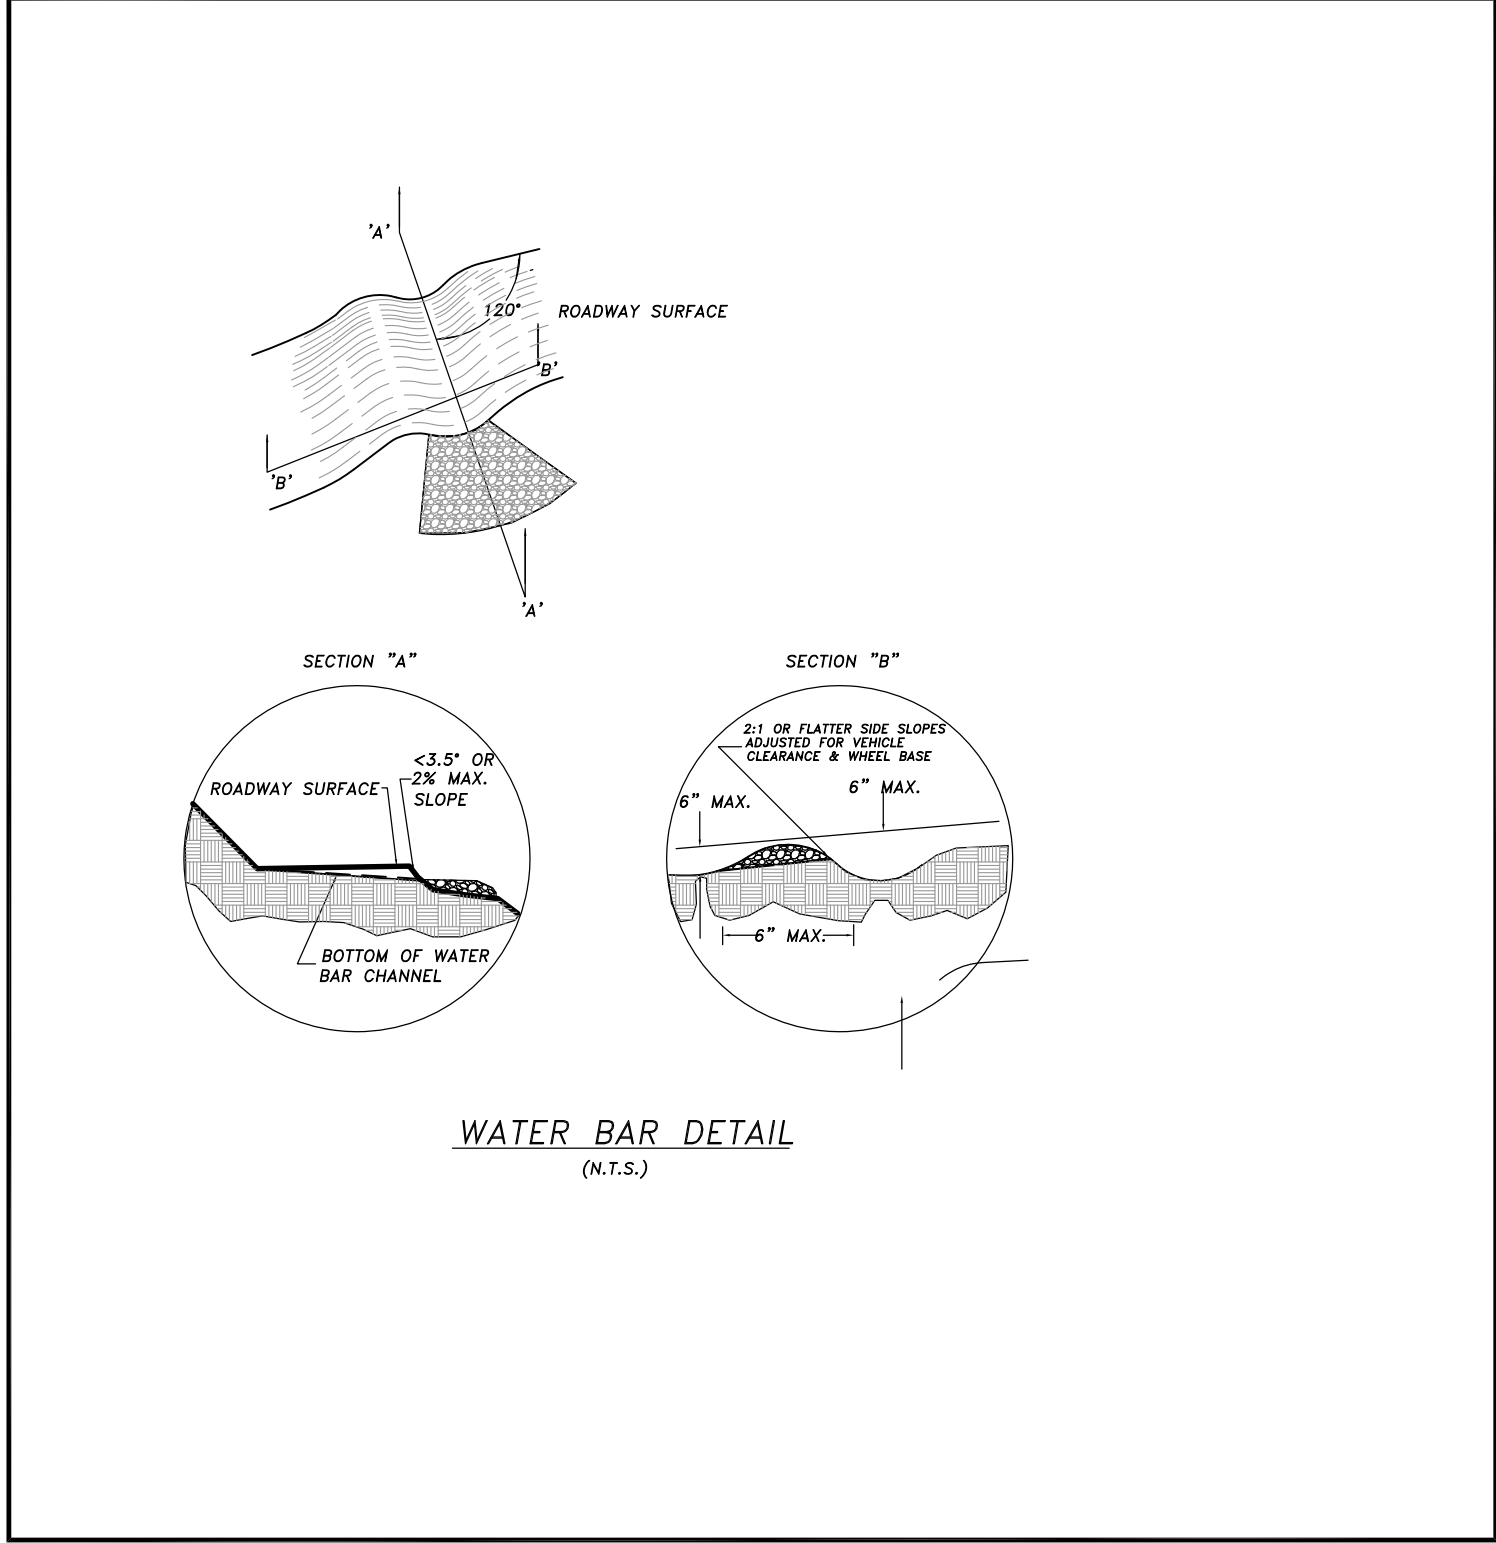 'A'
120°
ROADWAY SURFACE
'B'
'B'
'A'
SECTION "A"
<3.5° OR
2% MAX.
SLOPE
ROADWAY SURFACE
BOTTOM OF WATER
BAR CHANNEL
SECTION "B"
2:1 OR FLATTER SIDE SLOPES
ADJUSTED FOR VEHICLE
CLEARANCE & WHEEL BASE
6" MAX.
6" MAX.
6" MAX.
WATER BAR DETAIL
(N.T.S.)